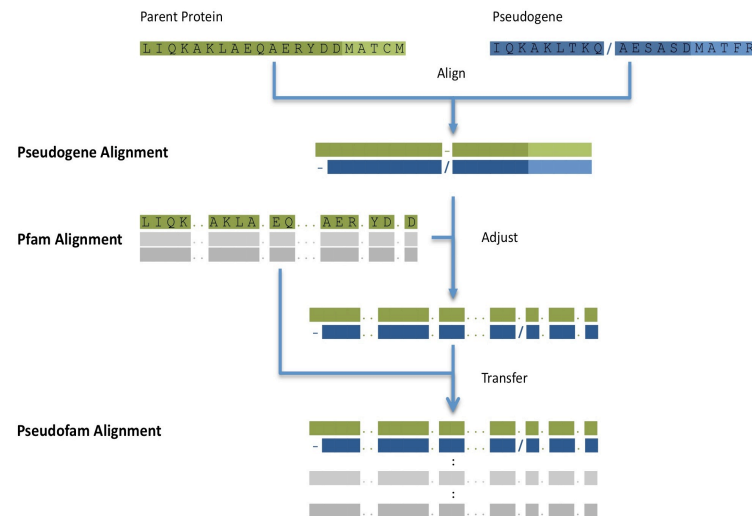 Parent Protein
Pseudogene
LIQKAKLAEQAERYDDMATCM
IQKAKLTKQ/AESASDMATFR
Align
Pseudogene Alignment
-
- /
LIQK..AKLA.EQ...AER.YD.D
Pfam Alignment
Adjust
.. . ... . . .
- .. . ... / . .
Transfer
Pseudofam Alignment
.. . ... . . .
- .. . ... / . .
:
.. . ... . . .
:
.. . ... . . .